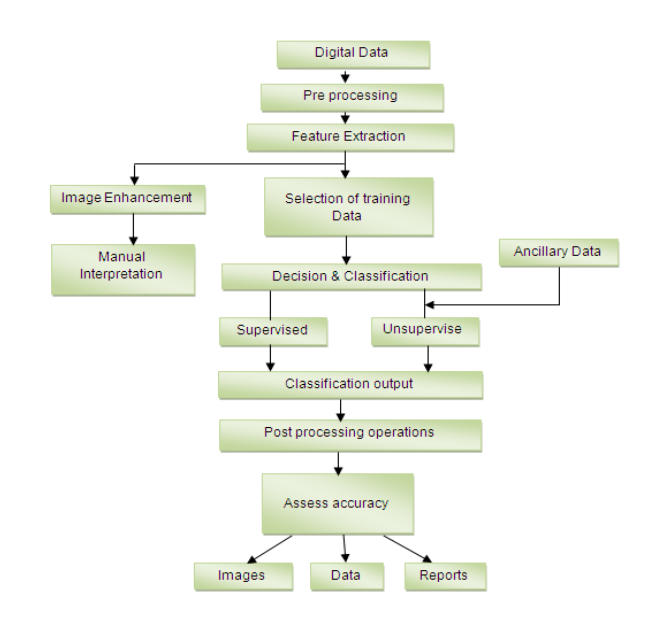 Digital Data
Pre processing
Feature Extraction
Image Enhancement
Selection of training
Data
Manual
Interpretation
Ancillary Data
Decision & Classification
Supervised
Unsupervise
Classification output
Post processing operations
Assess accuracy
Images
Data
Reports